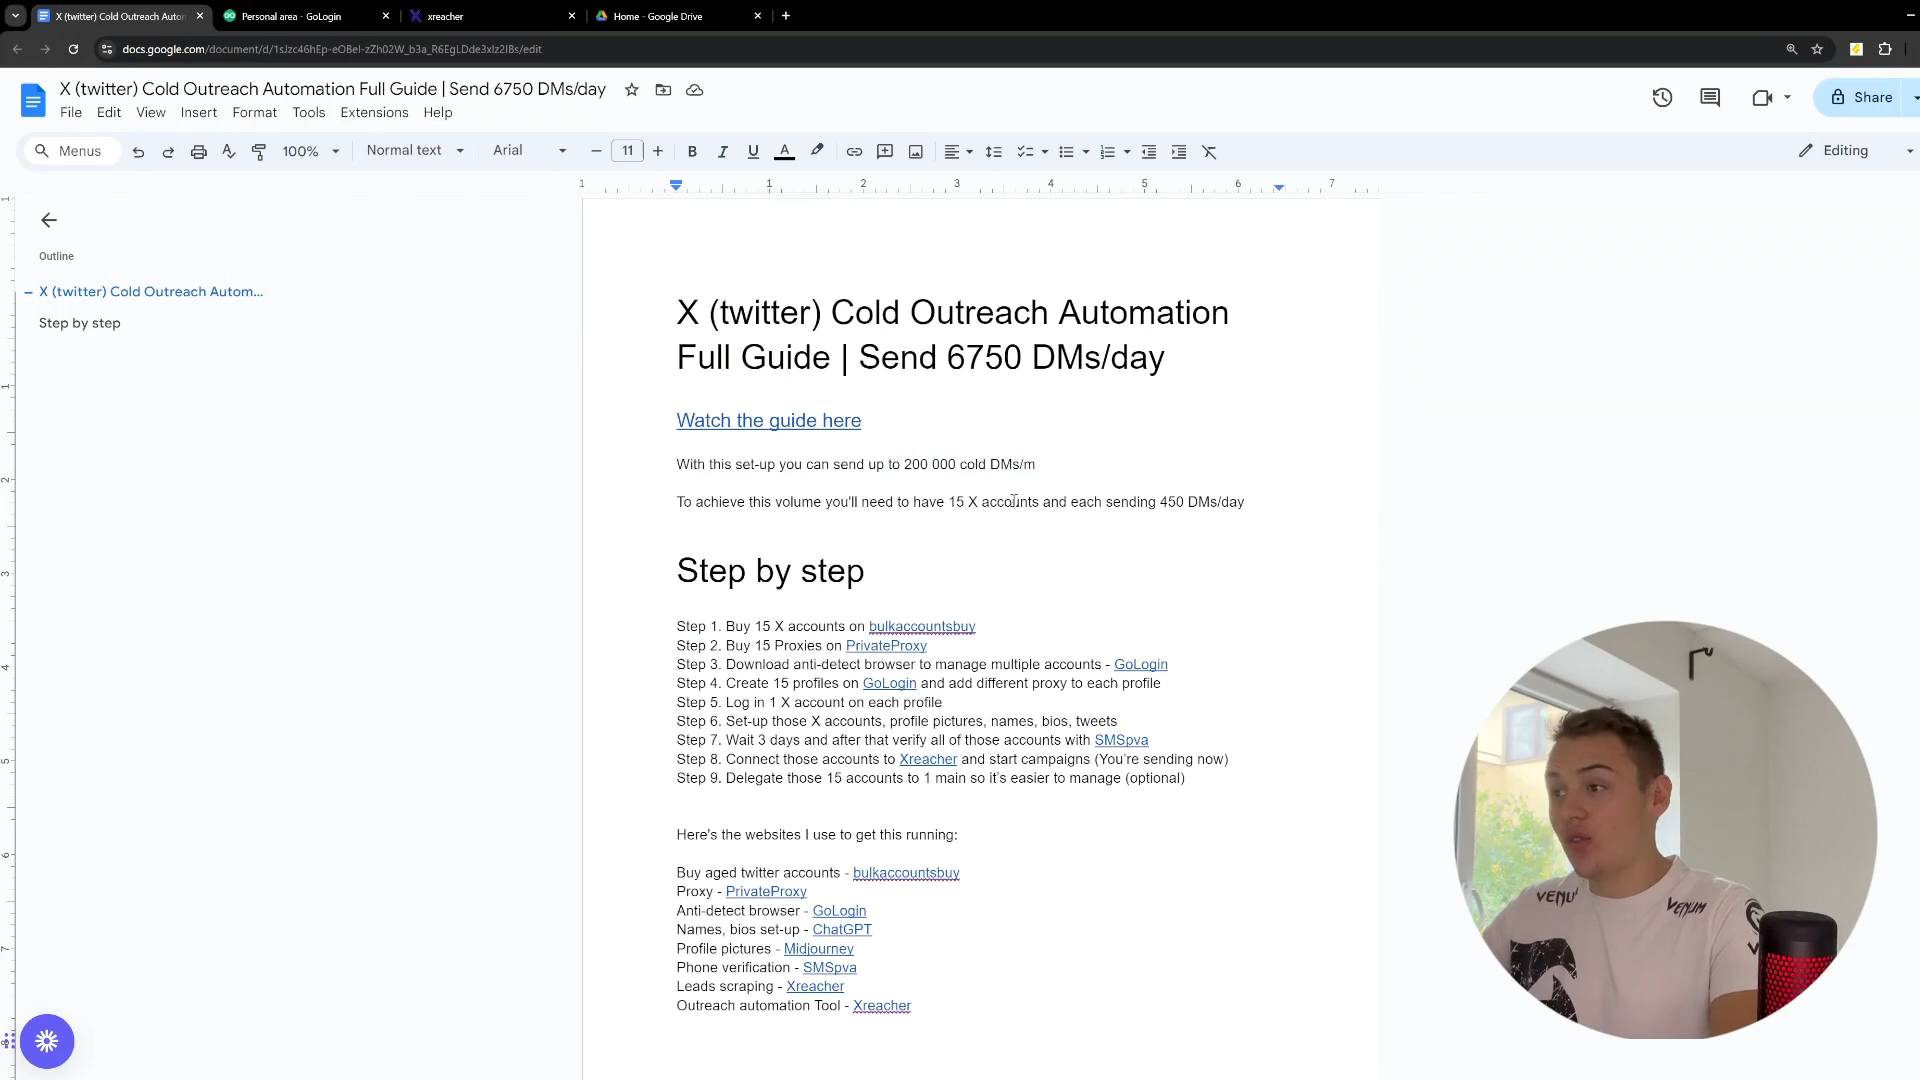 X (twitter) Cold Outreach Auton
Personal area - GoLogin
xreacher
Home - Google Drive
docs.google.com/document/d/1sJzc46hEp-eOBeI-zZh02W_b3a_R6EgLDde3xlz2IBs/edit
X (twitter) Cold Outreach Automation Full Guide | Send 6750 DMs/day
File Edit View Insert Format Tools Extensions Help
Share
Menus
100%
Normal text
Arial
11
Editing
1 1 2 3 4 5 6 7
Outline
X (twitter) Cold Outreach Autom...
Step by step
X (twitter) Cold Outreach Automation
Full Guide | Send 6750 DMs/day
Watch the guide here
With this set-up you can send up to 200 000 cold DMs/m
To achieve this volume you'll need to have 15 X accounts and each sending 450 DMs/day
Step by step
Step 1. Buy 15 X accounts on bulkaccountsbuy
Step 2. Buy 15 Proxies on PrivateProxy
Step 3. Download anti-detect browser to manage multiple accounts - GoLogin
Step 4. Create 15 profiles on GoLogin and add different proxy to each profile
Step 5. Log in 1 X account on each profile
Step 6. Set-up those X accounts, profile pictures, names, bios, tweets
Step 7. Wait 3 days and after that verify all of those accounts with SMSpva
Step 8. Connect those accounts to Xreacher and start campaigns (You're sending now)
Step 9. Delegate those 15 accounts to 1 main so it's easier to manage (optional)
Here's the websites I use to get this running:
Buy aged twitter accounts - bulkaccountsbuy
Proxy - PrivateProxy
Anti-detect browser - GoLogin
Names, bios set-up - ChatGPT
Profile pictures - Midjourney
Phone verification - SMSpva
Leads scraping - Xreacher
Outreach automation Tool - Xreacher
VENU
VENUM